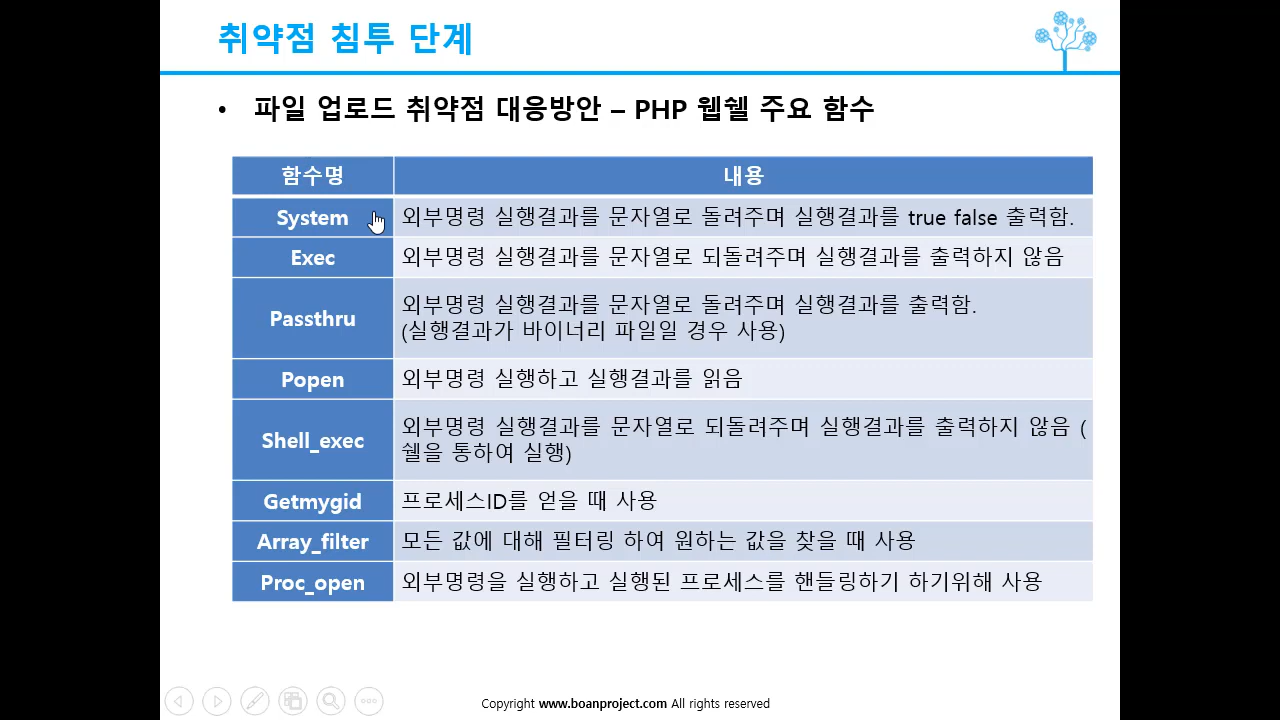 취약점 침투 단계
• 파일 업로드 취약점 대응방안 – PHP 웹쉘 주요 함수
함수명 내용
System 외부명령 실행결과를 문자열로 돌려주며 실행결과를 true false 출력함.
Exec 외부명령 실행결과를 문자열로 되돌려주며 실행결과를 출력하지 않음
Passthru 외부명령 실행결과를 문자열로 돌려주며 실행결과를 출력함.
(실행결과가 바이너리 파일일 경우 사용)
Popen 외부명령 실행하고 실행결과를 읽음
Shell_exec 외부명령 실행결과를 문자열로 되돌려주며 실행결과를 출력하지 않음 (
쉘을 통하여 실행)
Getmygid 프로세스ID를 얻을 때 사용
Array_filter 모든 값에 대해 필터링 하여 원하는 값을 찾을 때 사용
Proc_open 외부명령을 실행하고 실행된 프로세스를 핸들링하기 하기위해 사용
Copyright www.boanproject.com All rights reserved